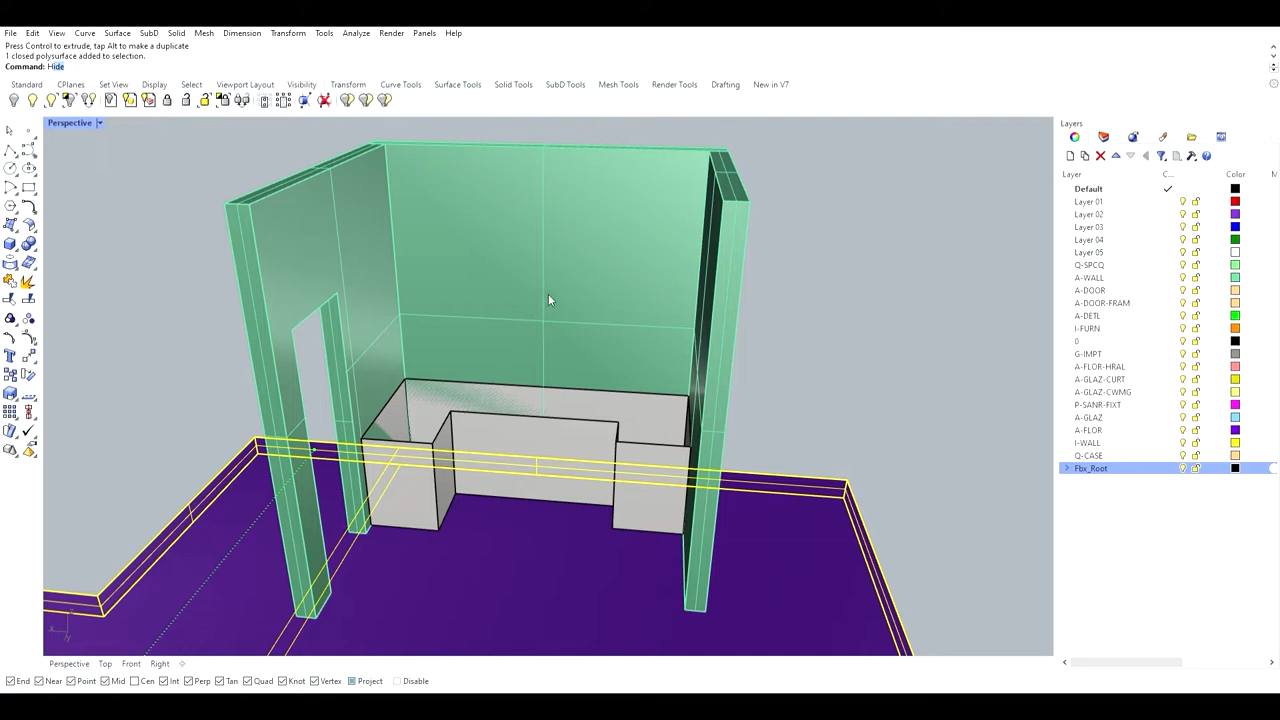 File Edit View Curve Surface SubD Solid Mesh Dimension Transform Tools Analyze Render Panels Help
Press Control to extrude, tap Alt to make a duplicate
1 closed polysurface added to selection.
Command: Hide
Standard CPlanes Set View Display Select Viewport Layout Visibility Transform Curve Tools Surface Tools Solid Tools SubD Tools Mesh Tools Render Tools Drafting New in V7
Perspective
Layers
Layer C... Color M
Default
Layer 01
Layer 02
Layer 03
Layer 04
Layer 05
Q-SPCQ
A-WALL
A-DOOR
A-DOOR-FRAM
A-DETL
I-FURN
0
G-IMPT
A-FLOR-HRAL
A-GLAZ-CURT
A-GLAZ-CWMG
P-SANR-FIXT
A-GLAZ
A-FLOR
I-WALL
Q-CASE
Fbx_Root
Perspective Top Front Right
End Near Point Mid Cen Int Perp Tan Quad Knot Vertex Project Disable